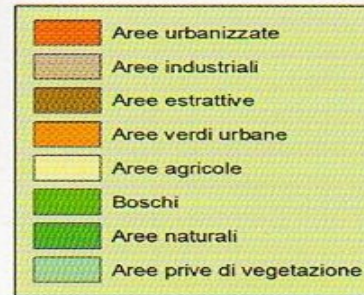 Aree urbanizzate
Aree industriali
Aree estrattive
Aree verdi urbane
Aree agricole
Boschi
Aree naturali
Aree prive di vegetazione